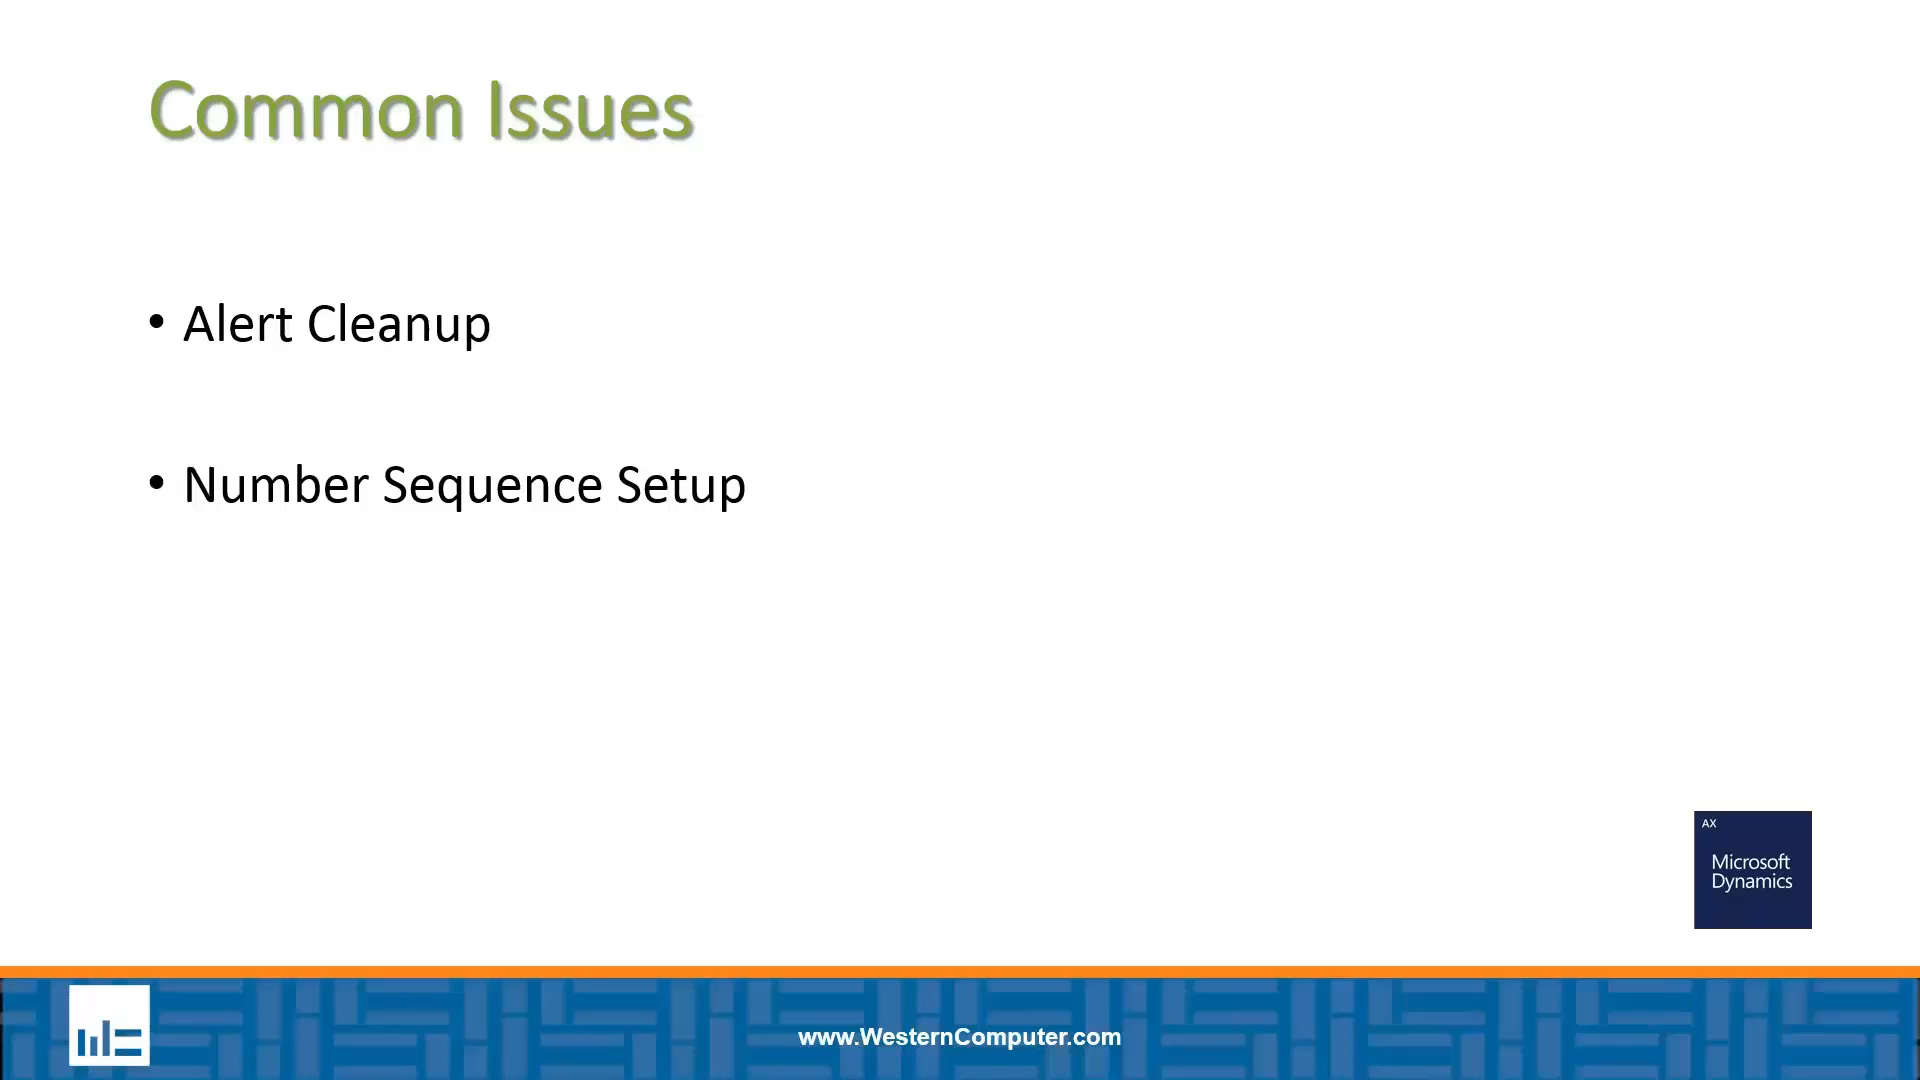 Common Issues
• Alert Cleanup
• Number Sequence Setup
AX
Microsoft
Dynamics
www.WesternComputer.com